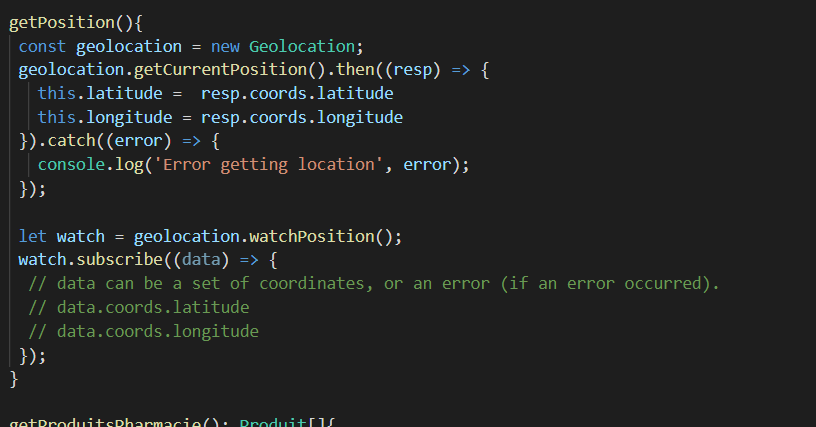 getPosition(){
const geolocation = new Geolocation;
geolocation.getCurrentPosition().then((resp) => {
this.latitude =  resp.coords.latitude
this.longitude = resp.coords.longitude
}).catch((error) => {
console.log('Error getting location', error);
});
let watch = geolocation.watchPosition();
watch.subscribe((data) => {
// data can be a set of coordinates, or an error (if an error occurred).
// data.coords.latitude
// data.coords.longitude
});
}
getProduitsPharmacie(): Produit[]{